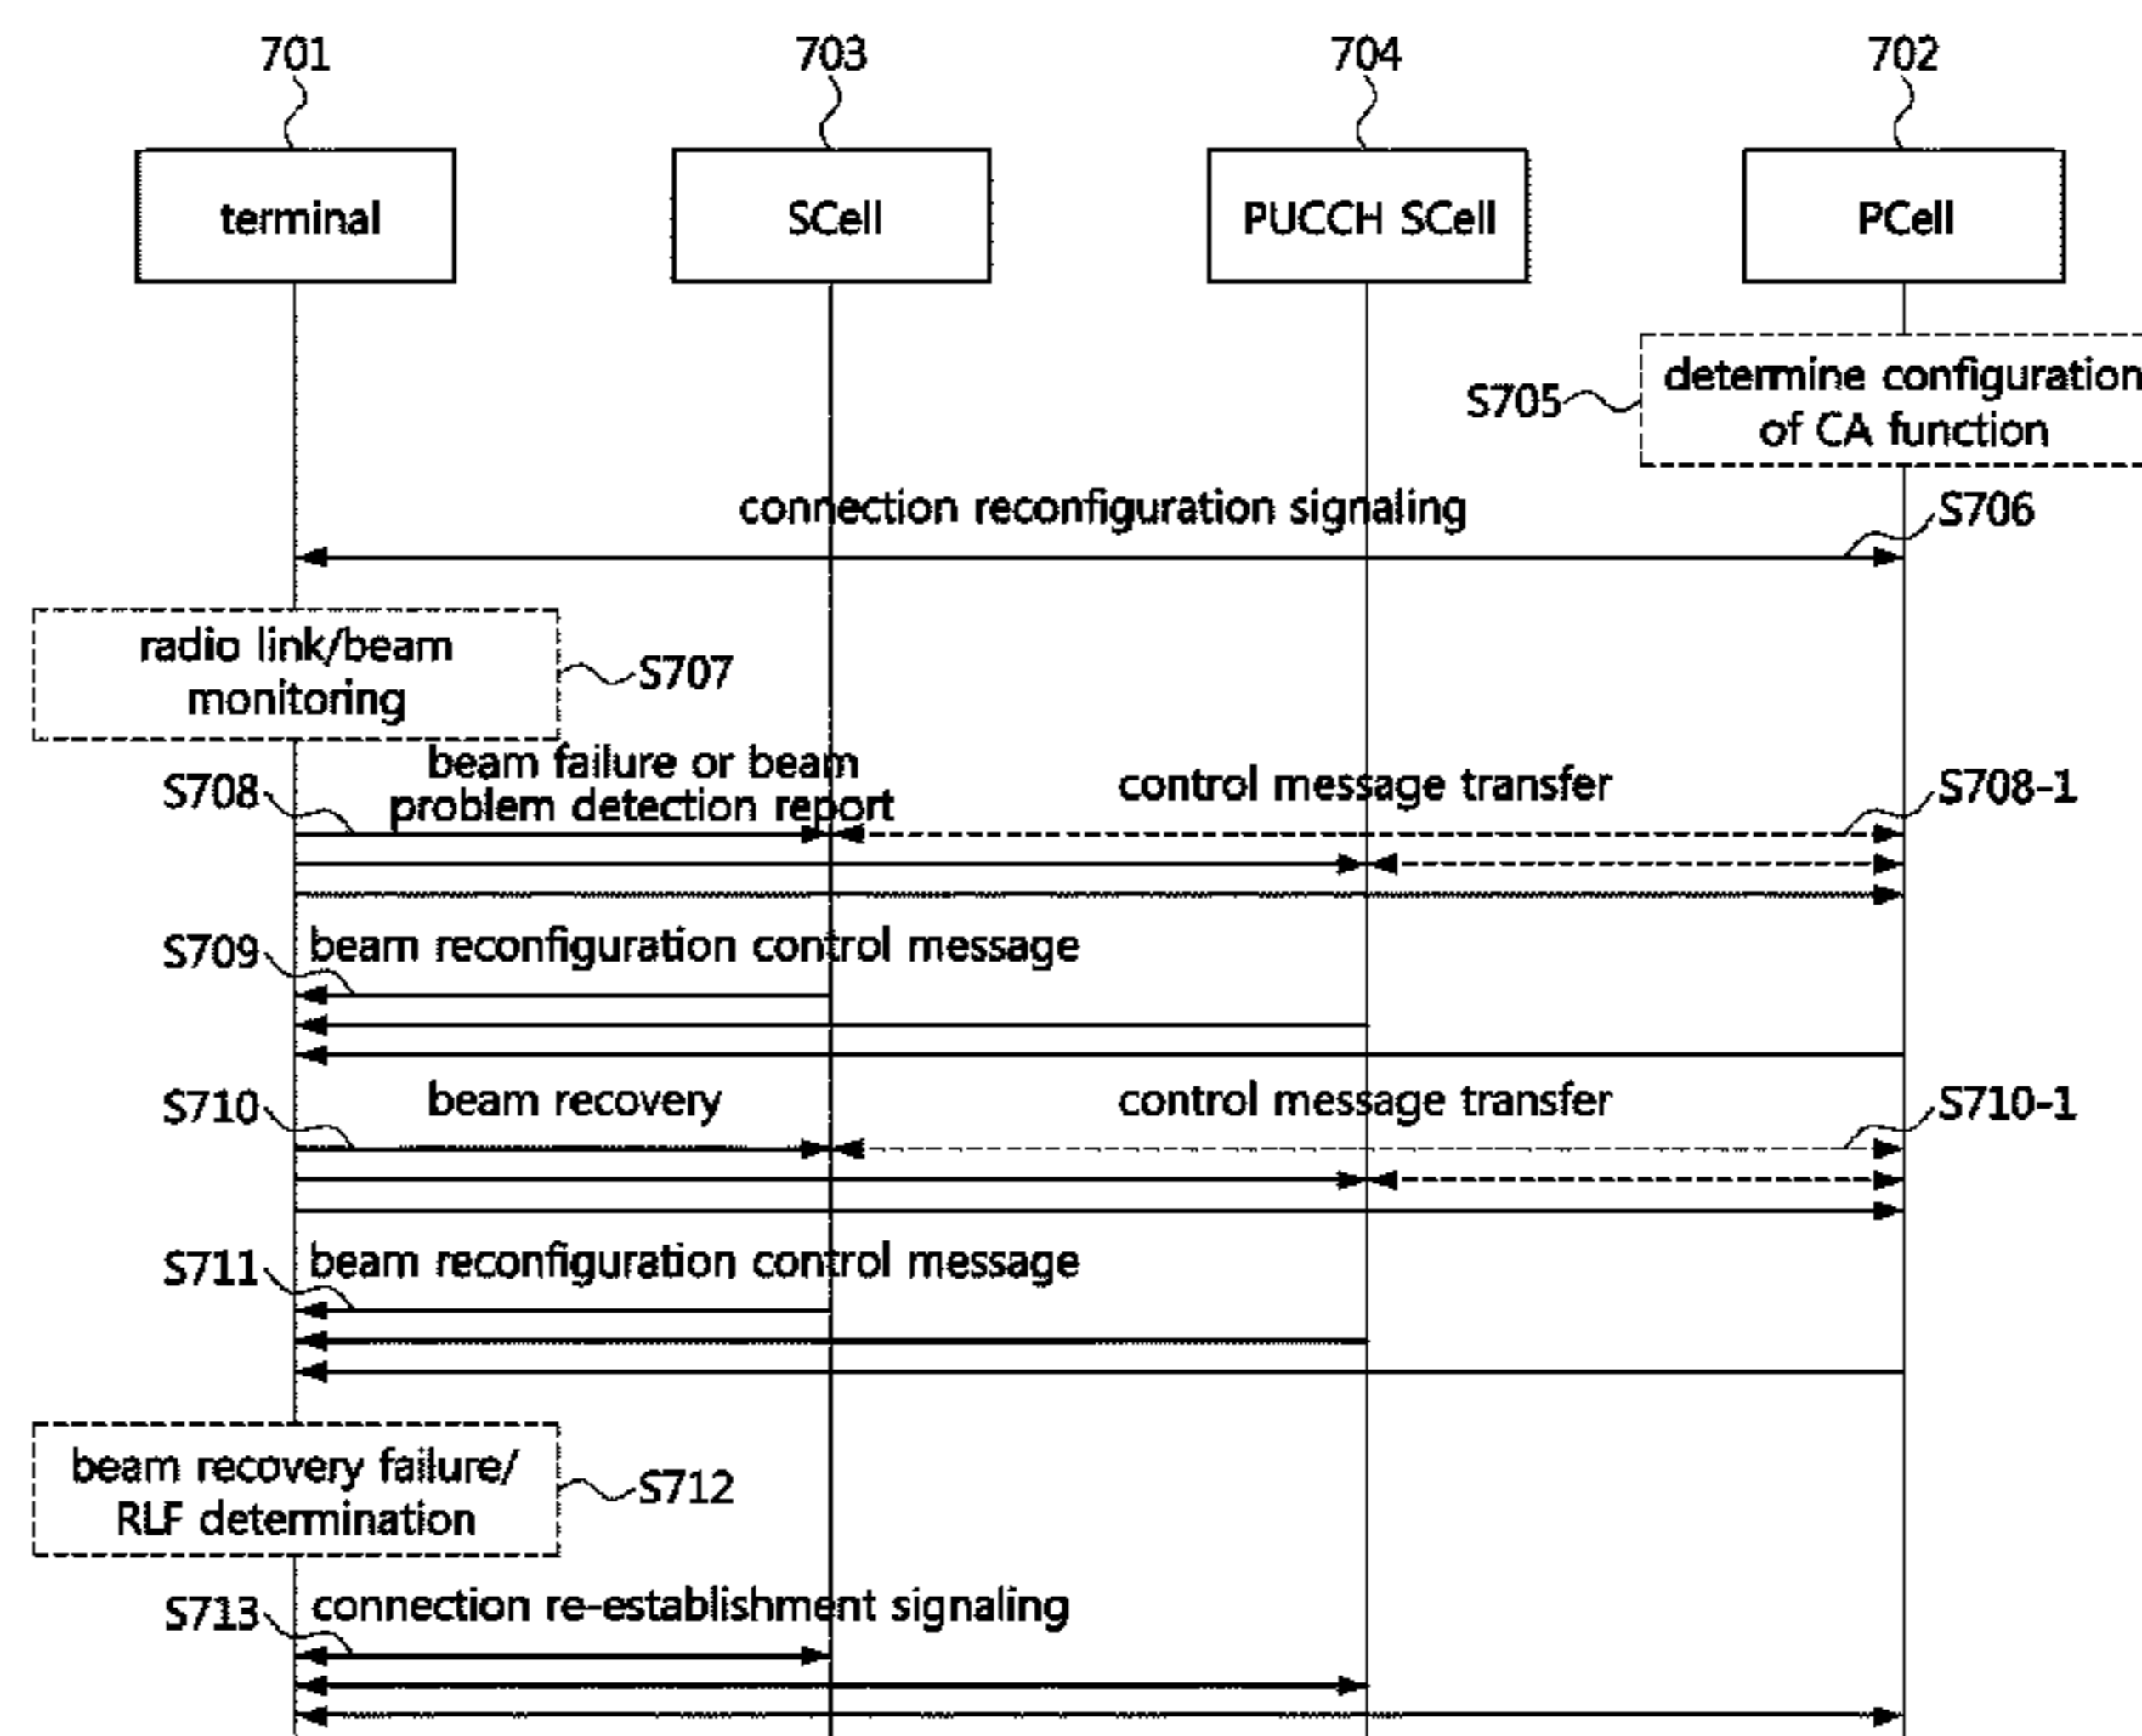 701
703
704
702
terminal
SCell
PUCCH SCell
PCell
determine configuration
of CA function
S705
connection reconfiguration signaling
S706
radio link/beam
monitoring
S707
beam failure or beam
problem detection report
S708
control message transfer
S708-1
S709
beam reconfiguration control message
S710
beam recovery
control message transfer
S710-1
S711
beam reconfiguration control message
beam recovery failure/
RLF determination
S712
S713
connection re-establishment signaling